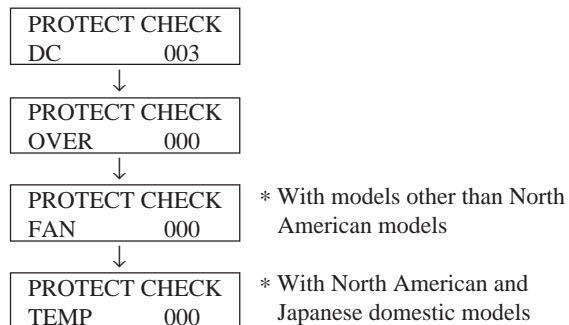 PROTECT CHECK
DC 003
↓
PROTECT CHECK
OVER 000
↓
PROTECT CHECK
FAN 000
* With models other than North
American models
↓
PROTECT CHECK
TEMP 000
* With North American and
Japanese domestic models